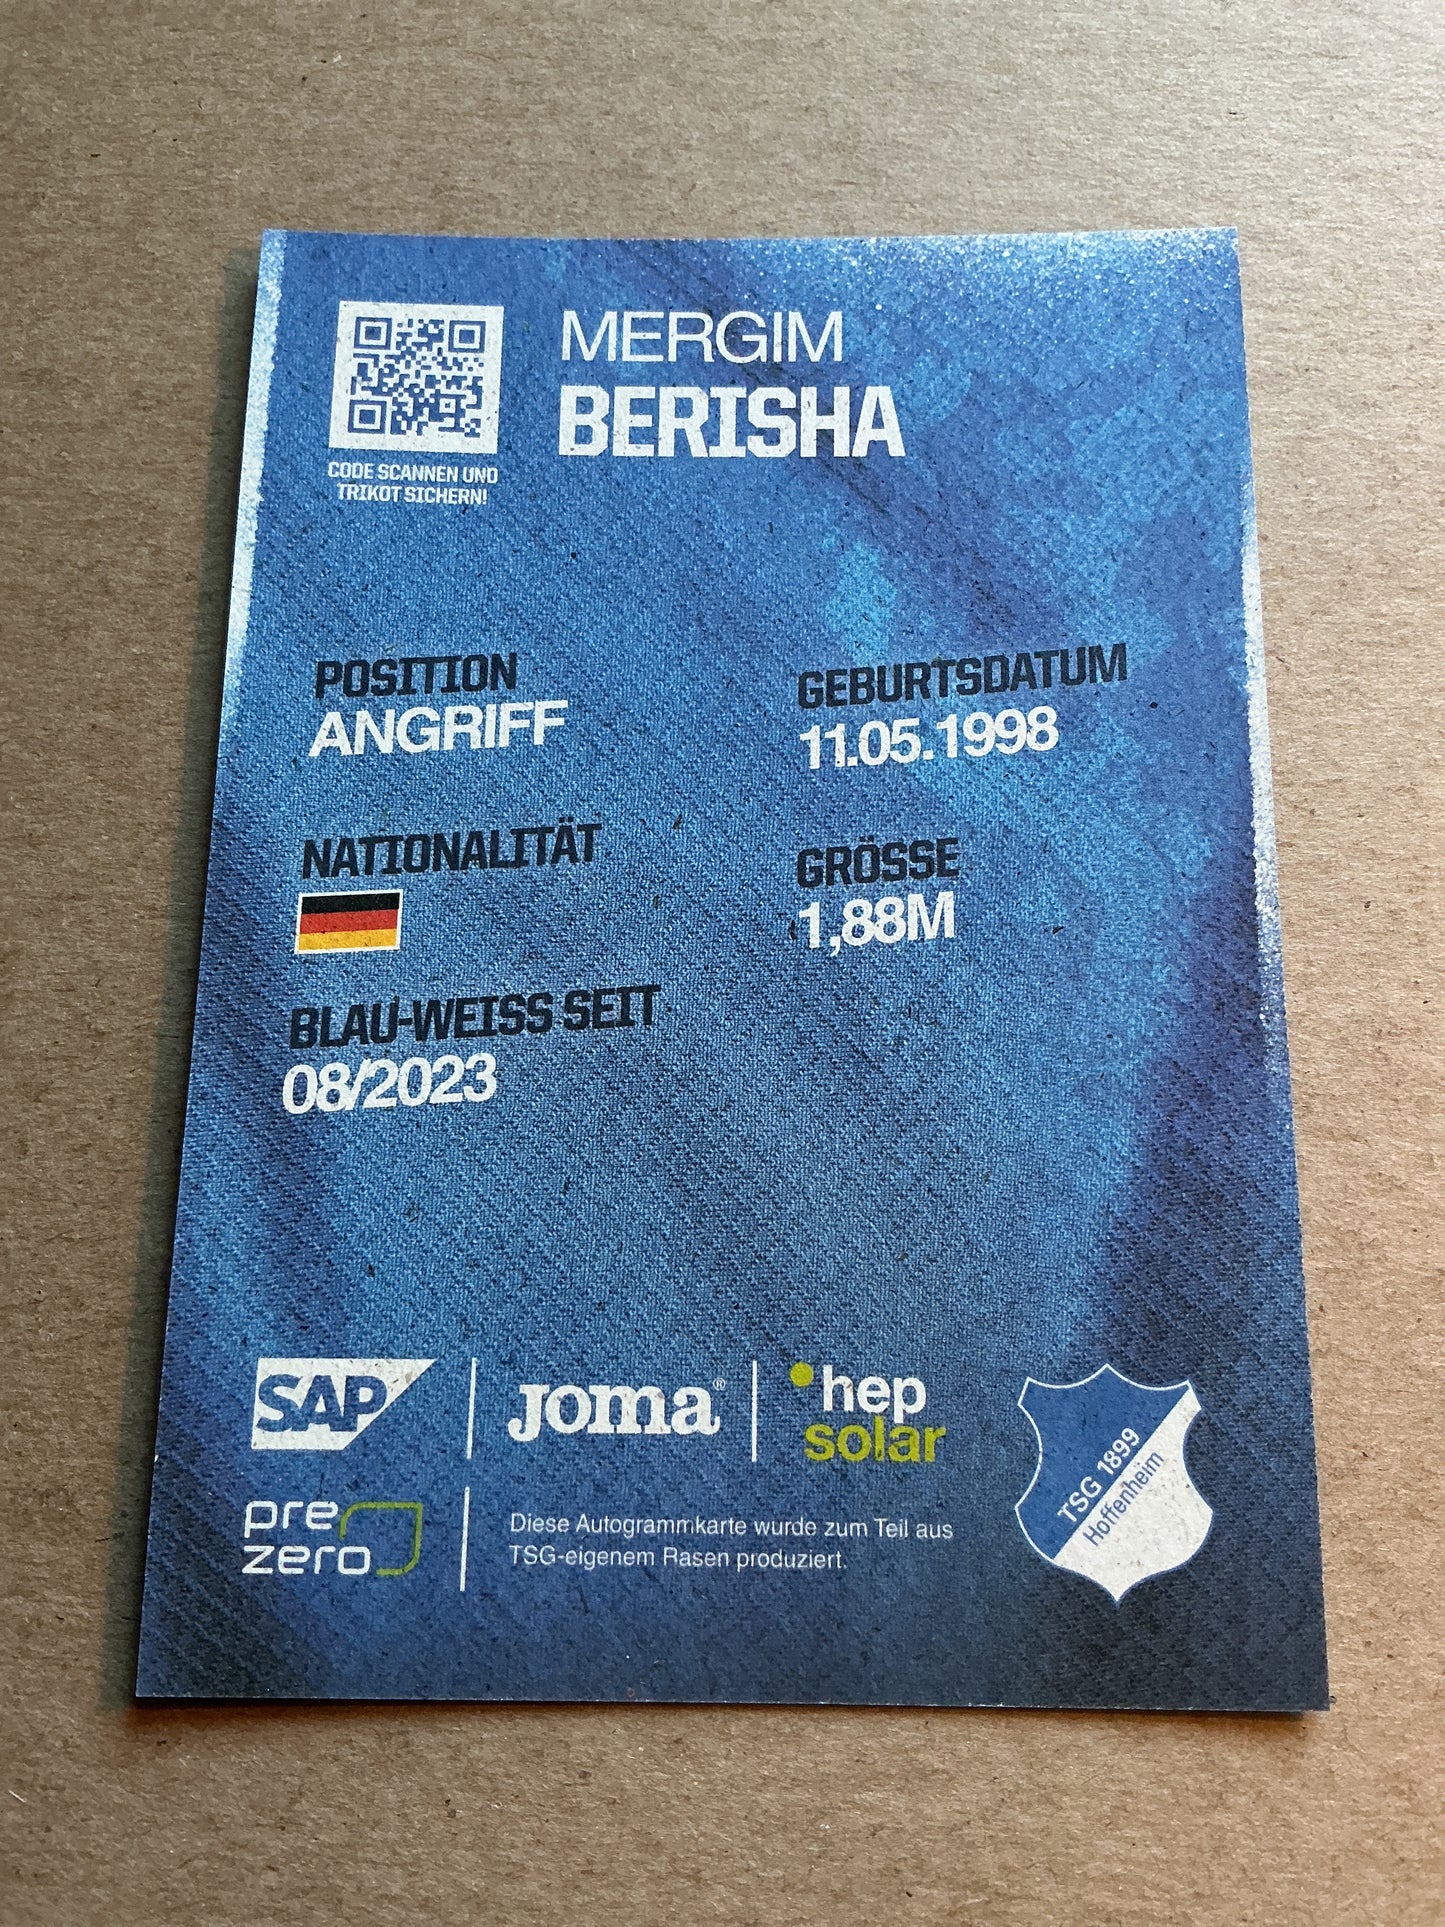 MERGIM
BERISHA
CODE SCANNEN UND
TRIKOT SICHERN!
POSITION
ANGRIFF
GEBURTSDATUM
11.05.1998
NATIONALITÄT
GRÖSSE
1,88M
BLAU-WEISS SEIT
08/2023
SAP
Joma®
hep
solar
pre
zero
Diese Autogrammkarte wurde zum Teil aus
TSG-eigenem Rasen produziert.
TSG 1899
Hoffenheim